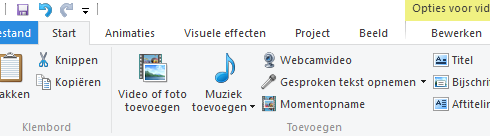 Opties voor vid
estand Start Animaties Visuele effecten Project Beeld Bewerken
akken
Knippen
Kopiëren
Klembord
Video of foto
toevoegen
Muziek
toevoegen
Webcamvideo
Gesproken tekst opnemen
Momentopname
Toevoegen
Titel
Bijschri
Aftiteli